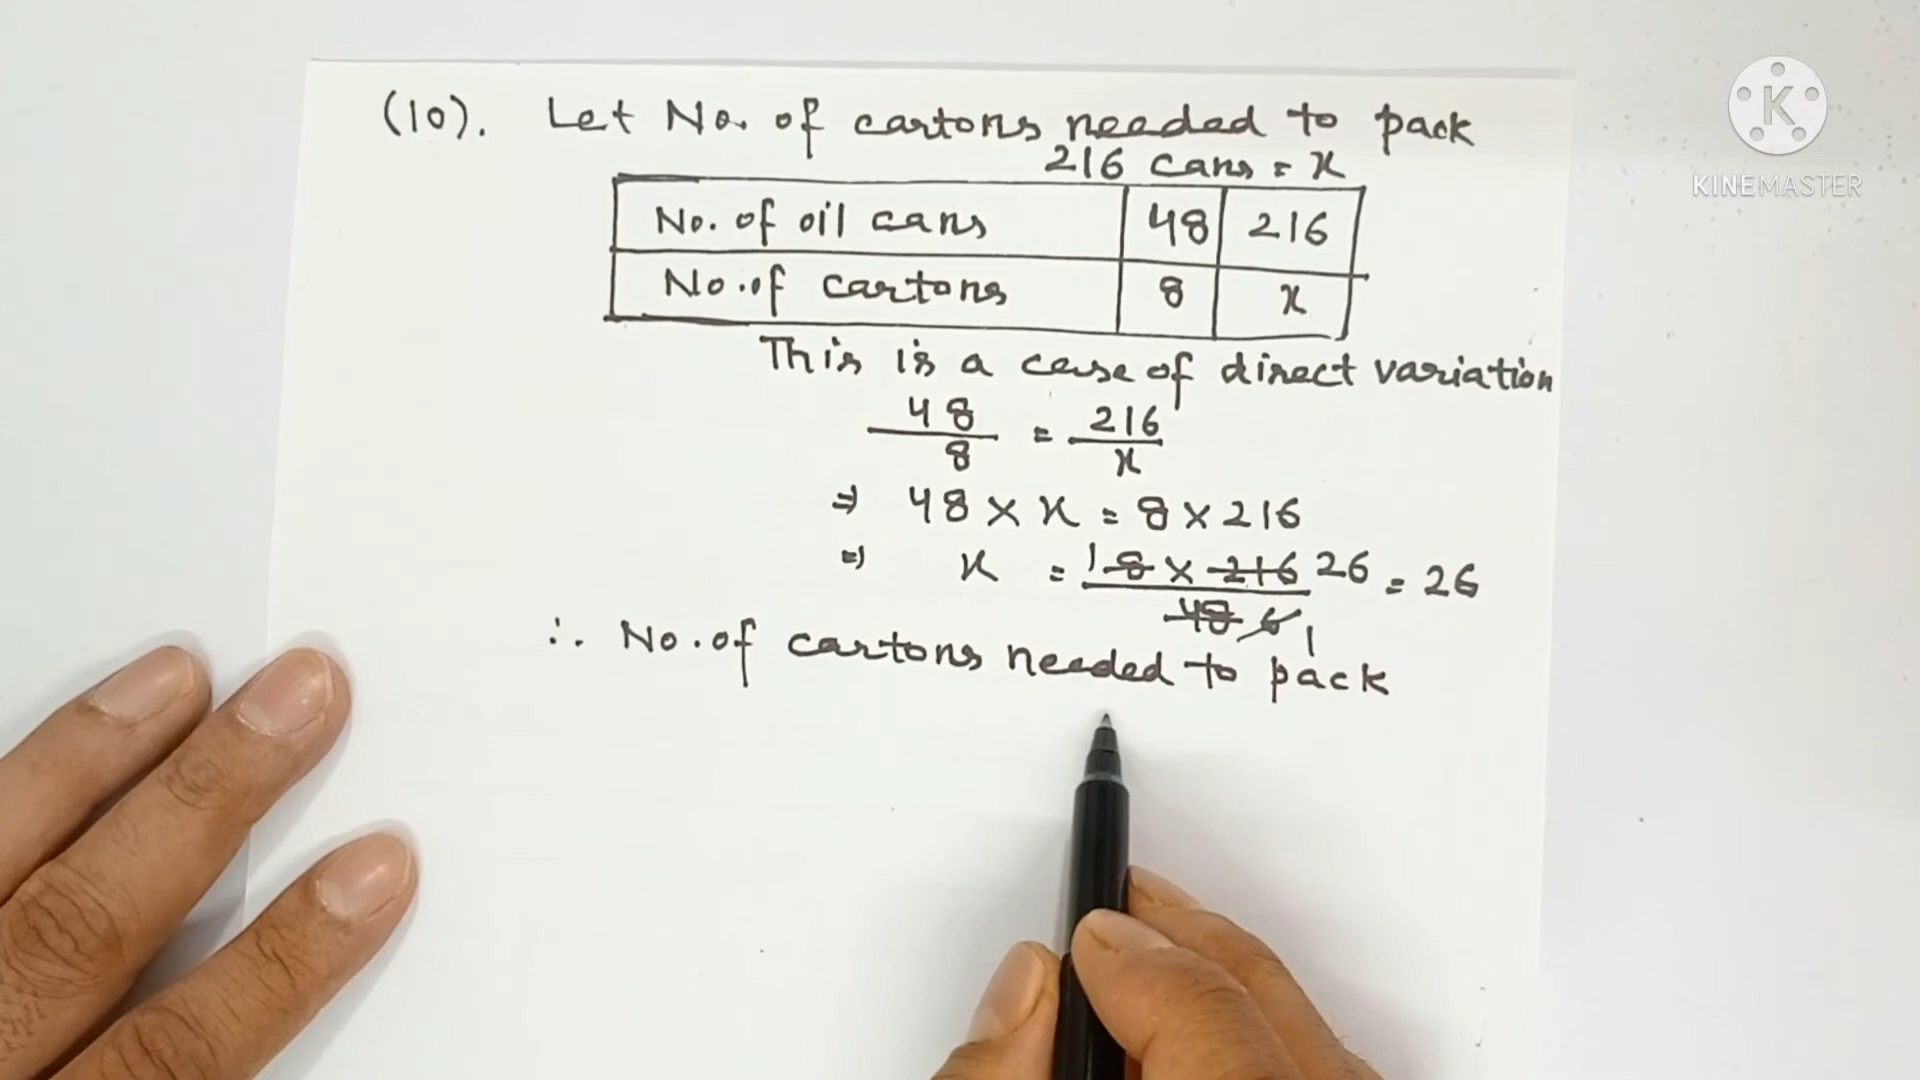 (10). Let No. of cartons needed to pack
216 cans = x
No. of oil cans 48 216
No. of cartons 8 x
This is a case of direct variation
48/8 = 216/x
⇒ 48 × x = 8 × 216
⇒ x = 1 8 × 216 26 / 48 6 1 = 26
∴ No. of cartons needed to pack
K
KINEMASTER